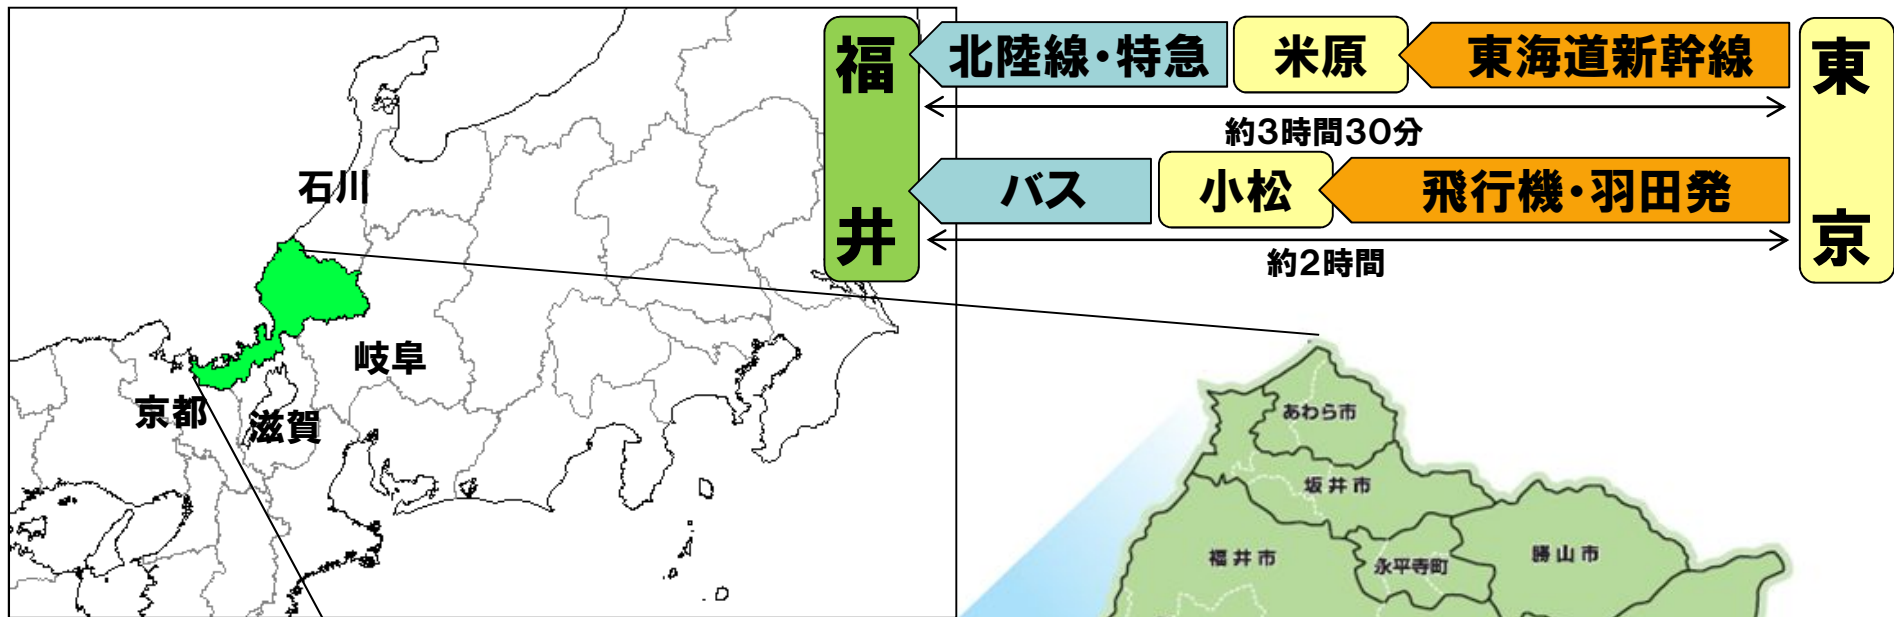 福井
北陸線・特急
米原
東海道新幹線
東京
約3時間30分
バス
小松
飛行機・羽田発
約2時間
石川
岐阜
京都
滋賀
あわら市
坂井市
福井市
永平寺町
勝山市